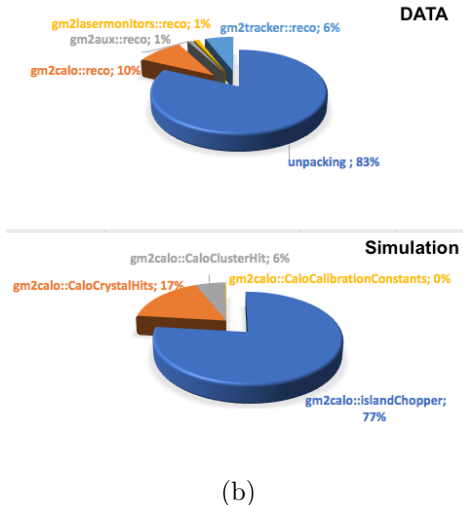 DATA
gm2lasermonitors::reco; 1%
gm2tracker::reco; 6%
gm2aux::reco; 1%
gm2calo::reco; 10%
unpacking ; 83%
Simulation
gm2calo::CaloClusterHit; 6%
gm2calo::CaloCalibrationConstants; 0%
gm2calo::CaloCrystalHits; 17%
gm2calo::islandChopper;
77%
(b)